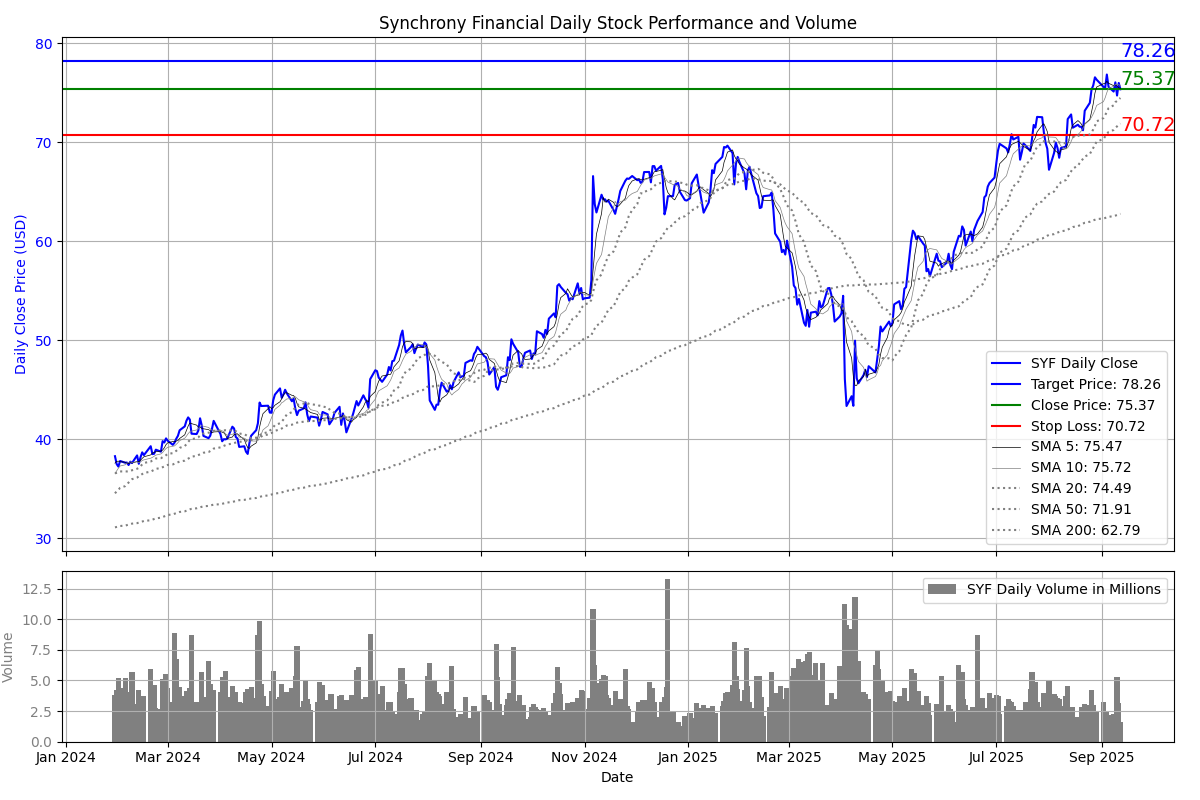 Synchrony Financial Daily Stock Performance and Volume
80
70
60
50
40
30
Daily Close Price (USD)
78.26
75.37
70.72
SYF Daily Close
Target Price: 78.26
Close Price: 75.37
Stop Loss: 70.72
SMA 5: 75.47
SMA 10: 75.72
SMA 20: 74.49
SMA 50: 71.91
SMA 200: 62.79
12.5
10.0
7.5
5.0
2.5
0.0
Volume
SYF Daily Volume in Millions
Jan 2024 Mar 2024 May 2024 Jul 2024 Sep 2024 Nov 2024 Jan 2025 Mar 2025 May 2025 Jul 2025 Sep 2025
Date